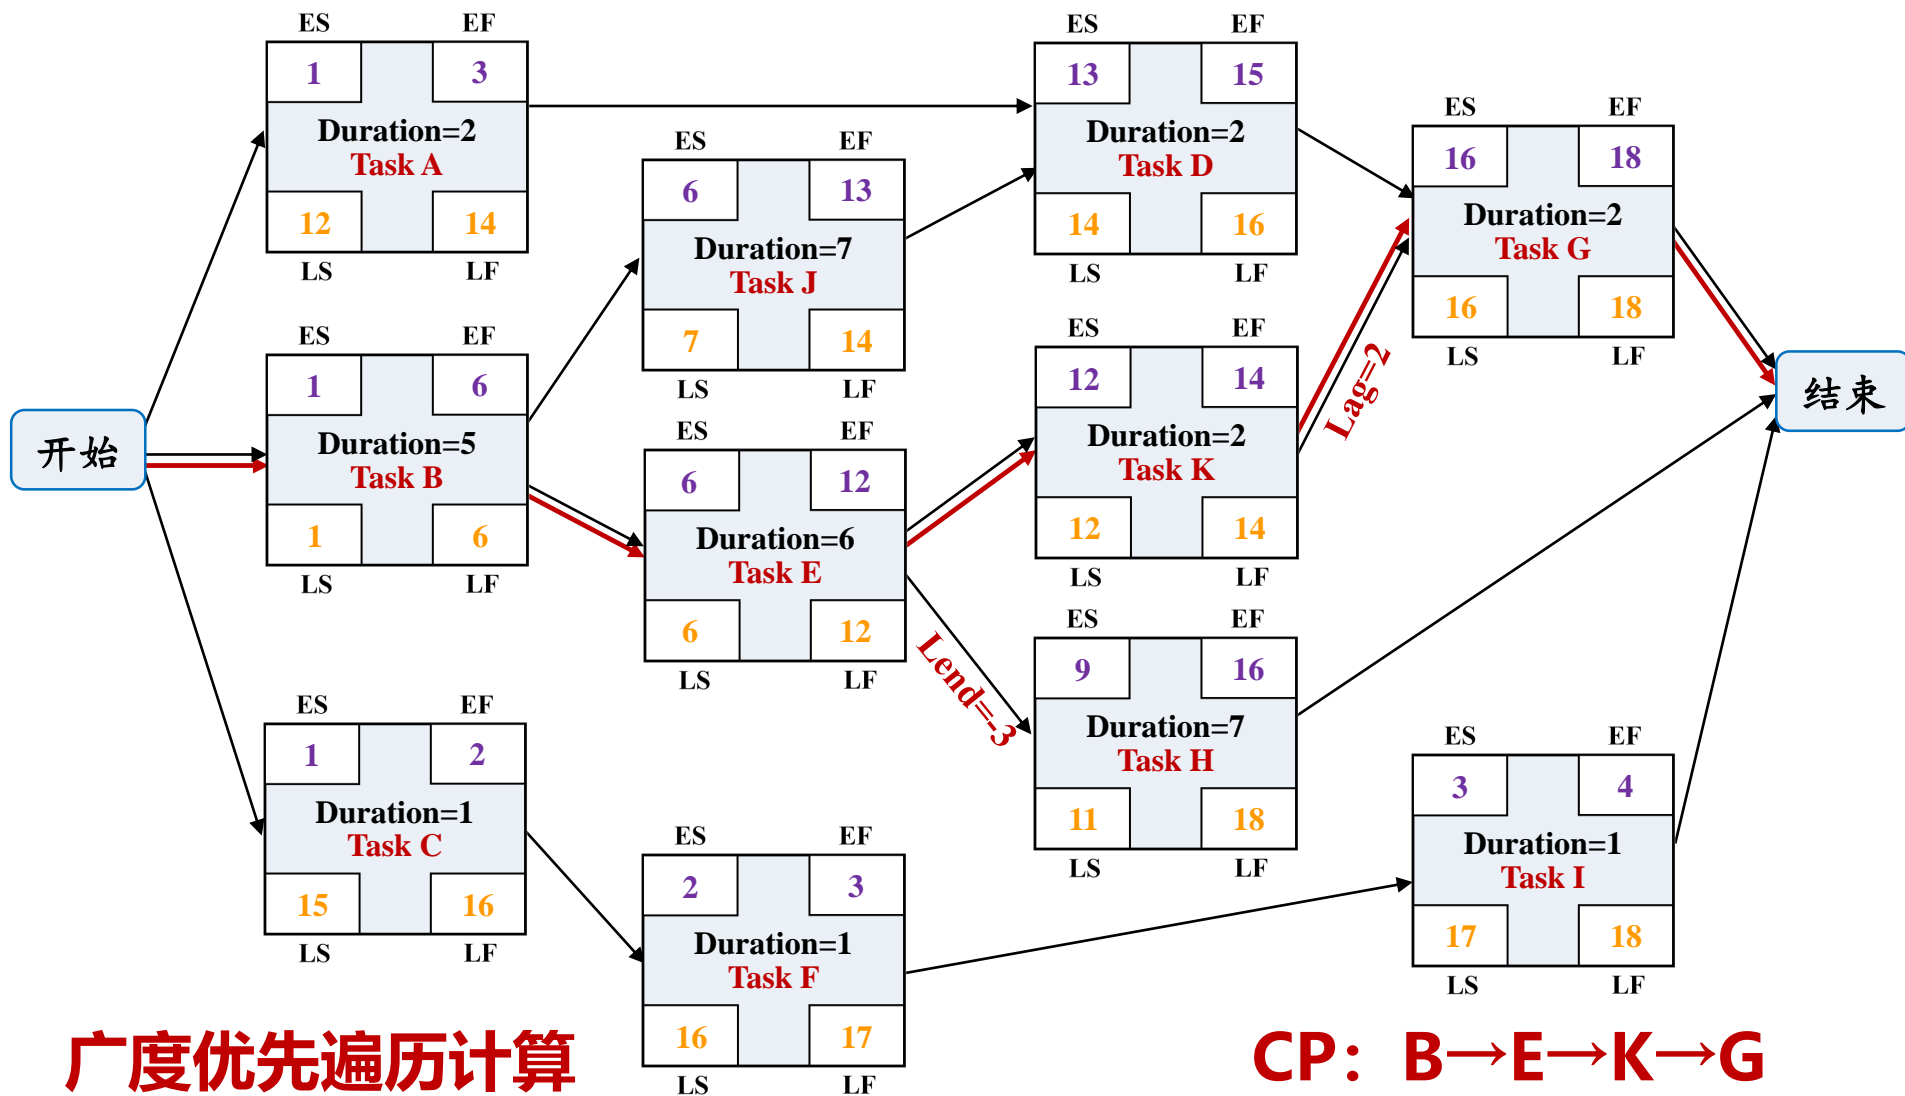 ES EF
1 3
Duration=2
Task A
12 14
LS LF
ES EF
13 15
Duration=2
Task D
14 16
LS LF
ES EF
16 18
Duration=2
Task G
16 18
LS LF
ES EF
6 13
Duration=7
Task J
7 14
LS LF
ES EF
1 6
Duration=5
Task B
1 6
LS LF
开始
ES EF
6 12
Duration=6
Task E
6 12
LS LF
ES EF
12 14
Duration=2
Task K
12 14
LS LF
Lag=2
结束
Lend=-3
ES EF
9 16
Duration=7
Task H
11 18
LS LF
ES EF
1 2
Duration=1
Task C
15 16
LS LF
ES EF
2 3
Duration=1
Task F
16 17
LS LF
ES EF
3 4
Duration=1
Task I
17 18
LS LF
广度优先遍历计算
CP：B→E→K→G